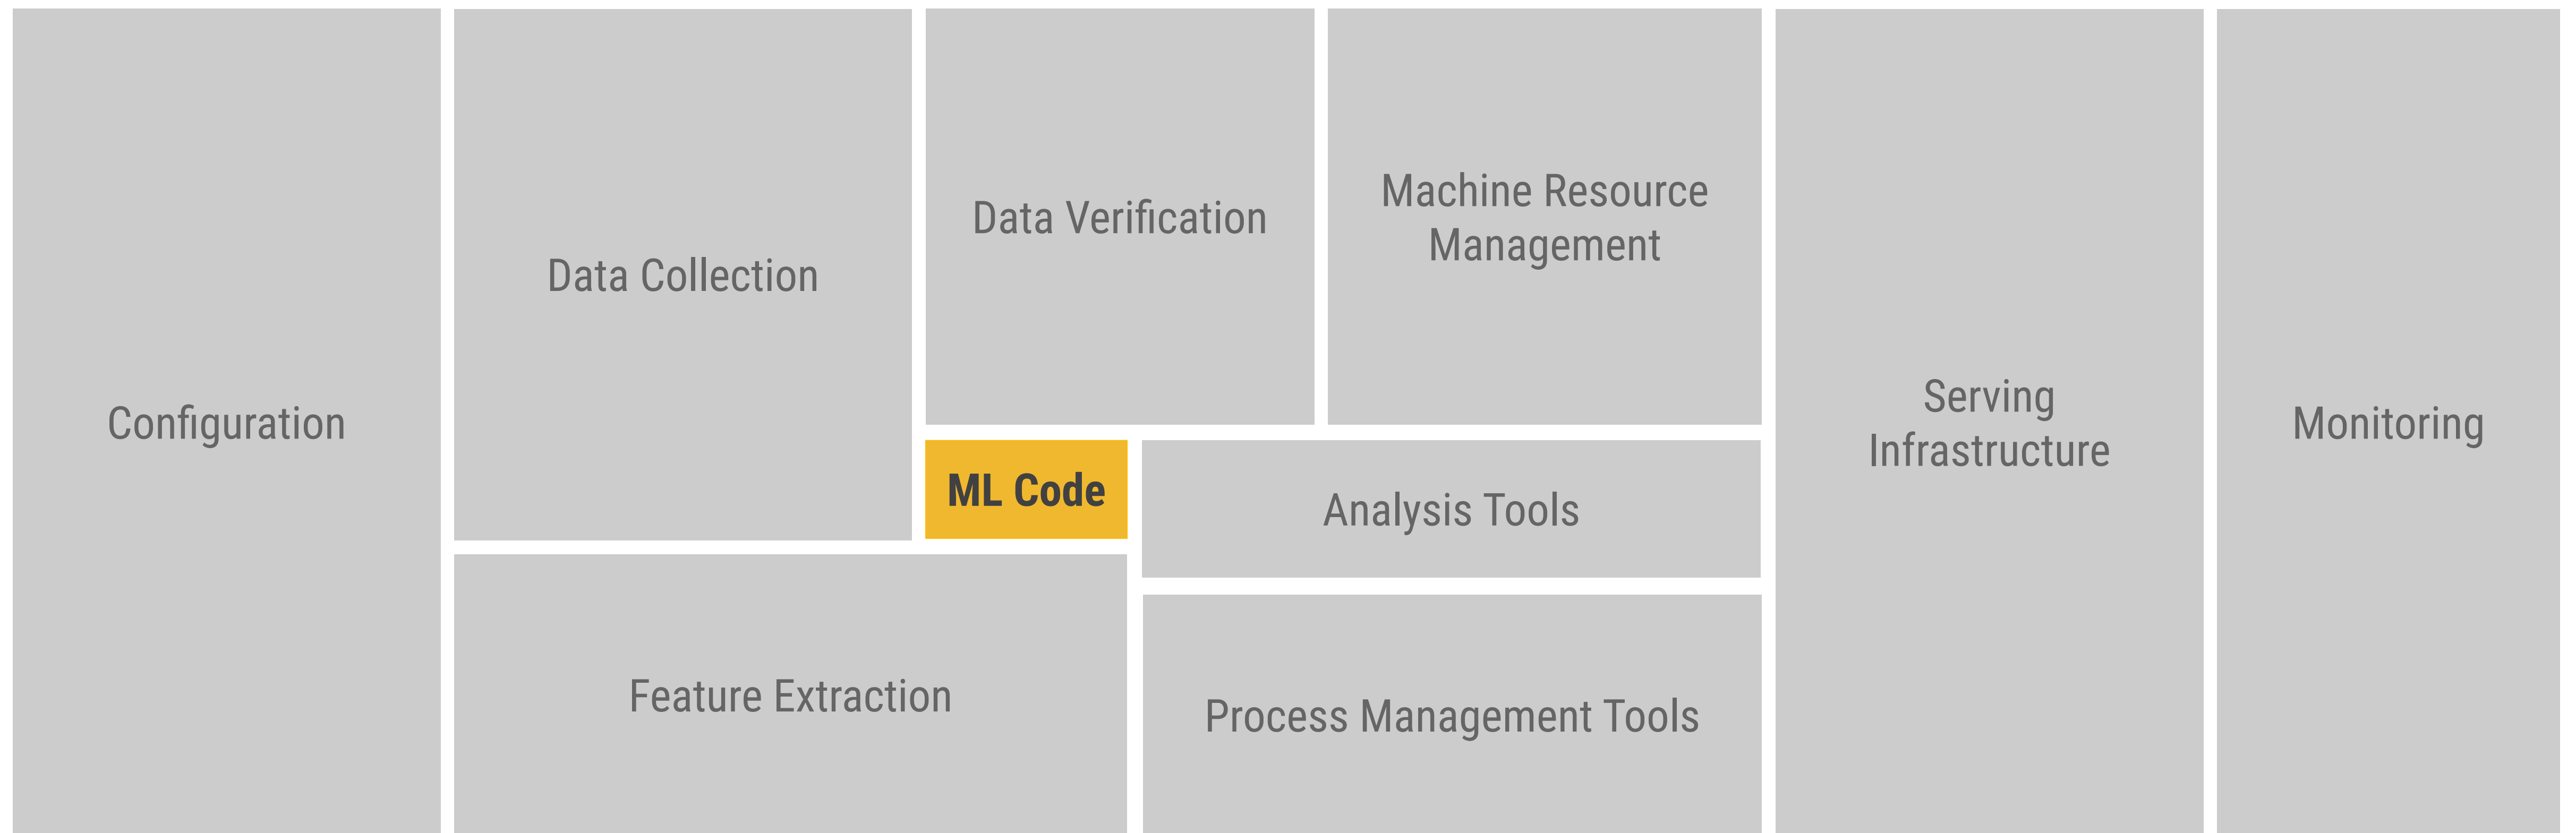 Configuration
Data Collection
Data Verification
Machine Resource
Management
ML Code
Analysis Tools
Feature Extraction
Process Management Tools
Serving
Infrastructure
Monitoring